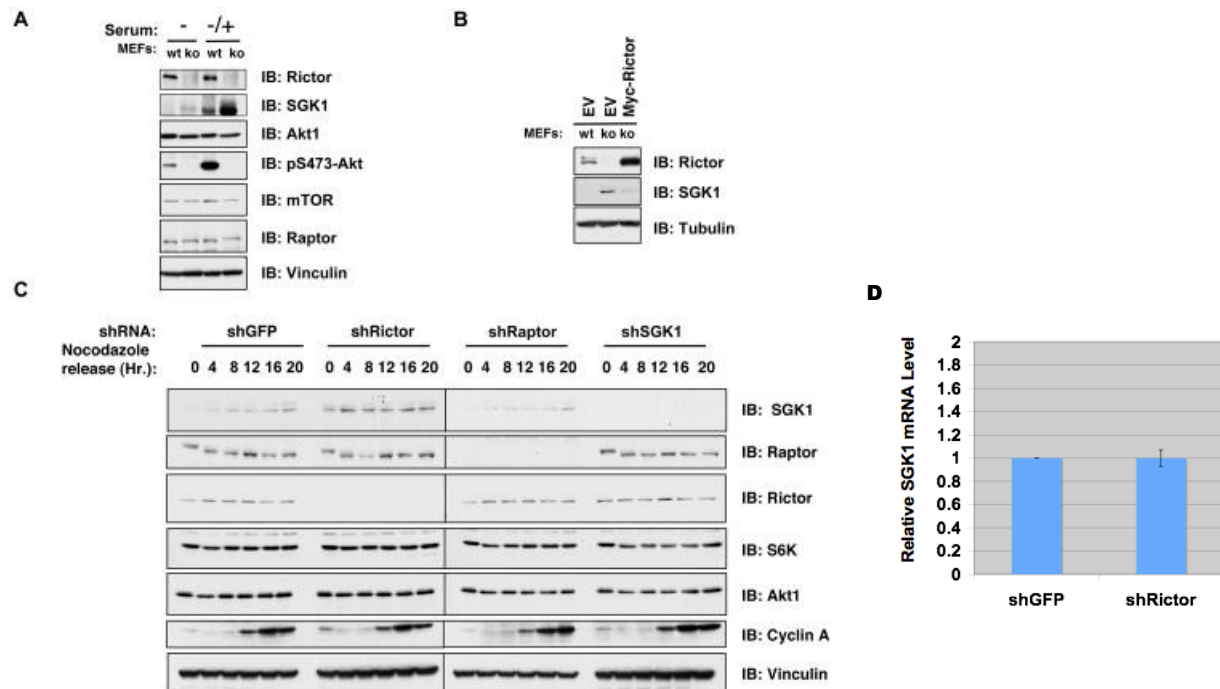 A
Serum: - -/+
MEFs: wt ko wt ko
IB: Rictor
IB: SGK1
IB: Akt1
IB: pS473-Akt
IB: mTOR
IB: Raptor
IB: Vinculin
B
EV EV Myc-Rictor
MEFs: wt ko ko
IB: Rictor
IB: SGK1
IB: Tubulin
C
shRNA: shGFP shRictor shRaptor shSGK1
Nocodazole
release (Hr.): 0 4 8 12 16 20 0 4 8 12 16 20 0 4 8 12 16 20 0 4 8 12 16 20
IB: SGK1
IB: Raptor
IB: Rictor
IB: S6K
IB: Akt1
IB: Cyclin A
IB: Vinculin
D
Relative SGK1 mRNA Level
2
1.8
1.6
1.4
1.2
1
0.8
0.6
0.4
0.2
0
shGFP shRictor